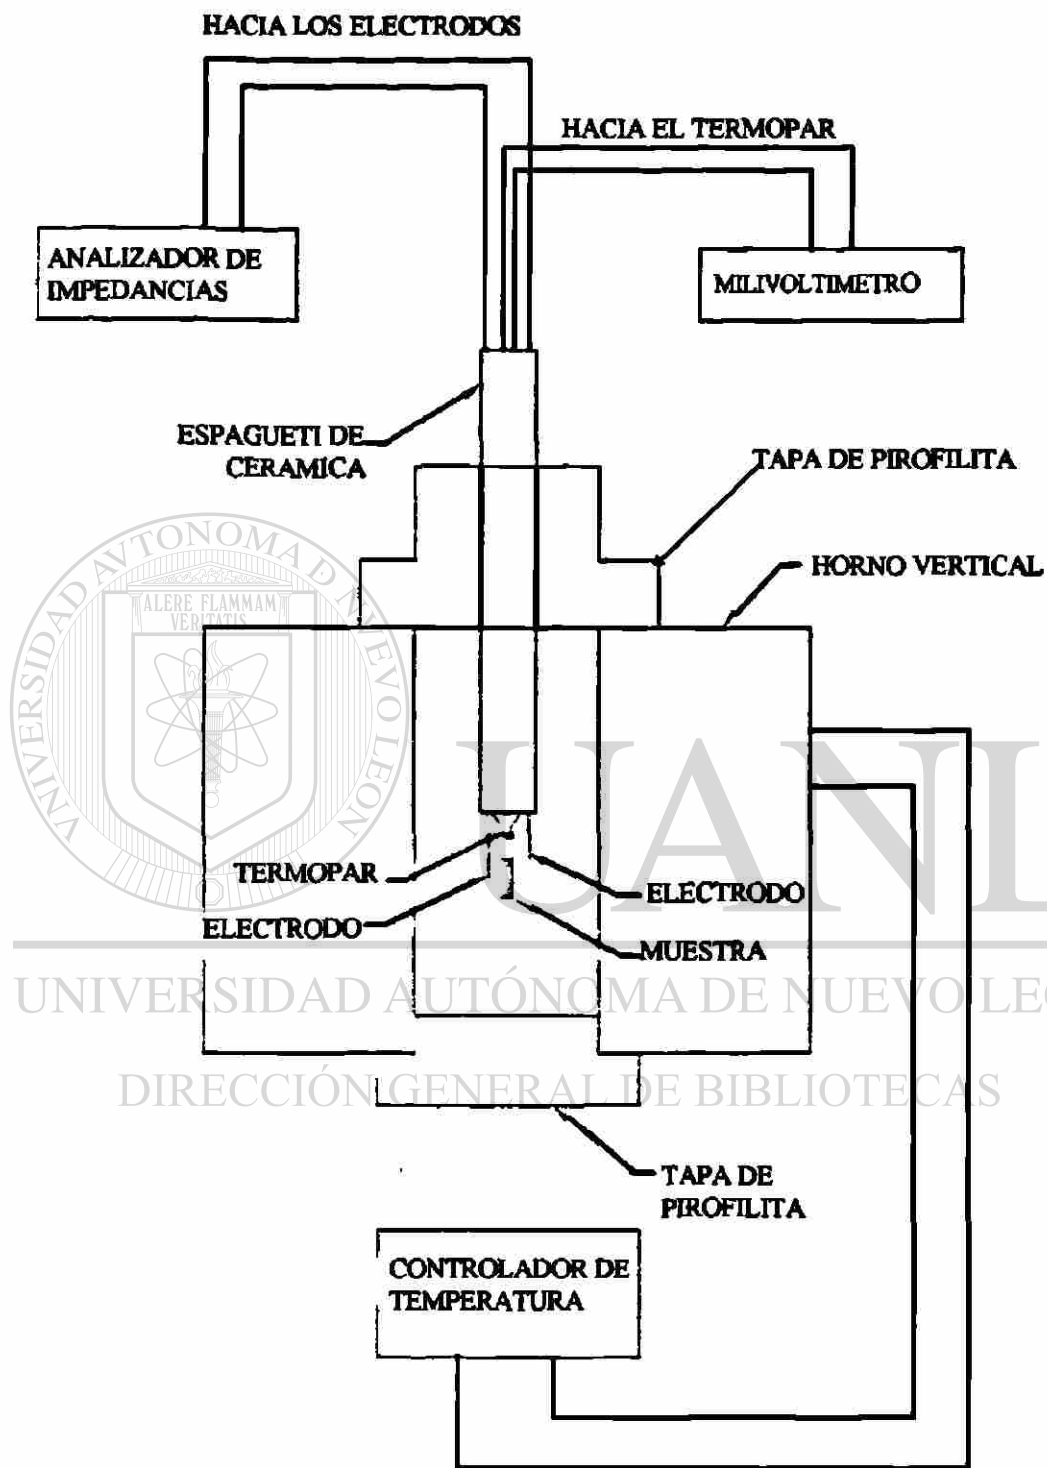 HACIA LOS ELECTRODOS
HACIA EL TERMOPAR
ANALIZADOR DE
IMPEDANCIAS
MILIVOLTIMETRO
ESPAGUETI DE
CERAMICA
TAPA DE PIROFILITA
HORNO VERTICAL
UNIVERSIDAD AVTONOMA DE NVEVO LEON
ALERE FLAMMAM
VERITATIS
UANL
TERMOPAR
ELECTRODO
ELECTRODO
MUESTRA
UNIVERSIDAD AUTÓNOMA DE NUEVO LEÓ
DIRECCIÓN GENERAL DE BIBLIOTECAS
TAPA DE
PIROFILITA
CONTROLADOR DE
TEMPERATURA